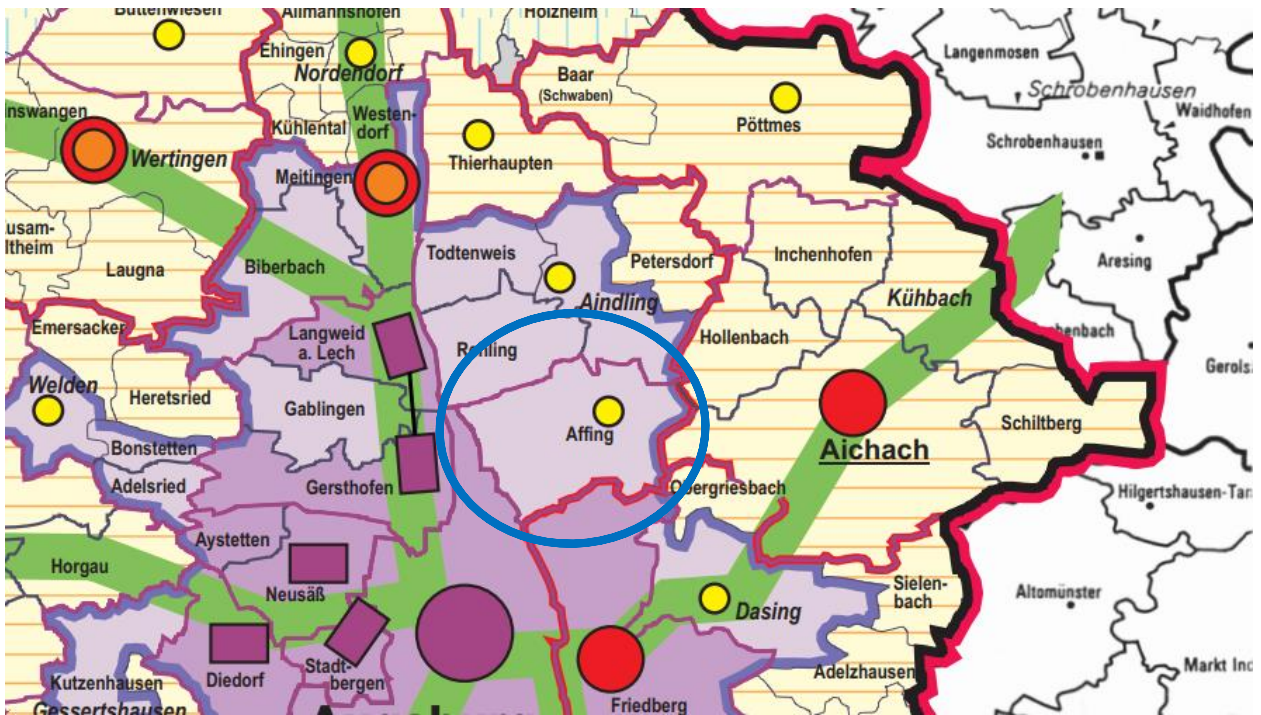 Buttenwiesen
Allmannshofen
Holzheim
Ehingen
Nordendorf
Baar
(Schwaben)
Langenmosen
Schrobenhausen
Waidhofen
Pöttmes
Westen-
dorf
Kühlental
Thierhaupten
Schrobenhausen
nswangen
Wertingen
Meitingen
usam-
ltheim
Laugna
Biberbach
Todtenweis
Petersdorf
Inchenhofen
Aresing
Aindling
Kühbach
Emersacker
Langweid
a. Lech
Rehling
Hollenbach
benbach
Gerols
Welden
Heretsried
Gablingen
Affing
Schiltberg
Bonstetten
Aichach
Adelsried
Gersthofen
Obergriesbach
Hilgertshausen-Tan
Aystetten
Horgau
Neusäß
Sielen-
bach
Altomünster
Dasing
Stadt-
bergen
Diedorf
Kutzenhausen
Adelzhausen
Markt Ind
Gessertshausen
Friedberg